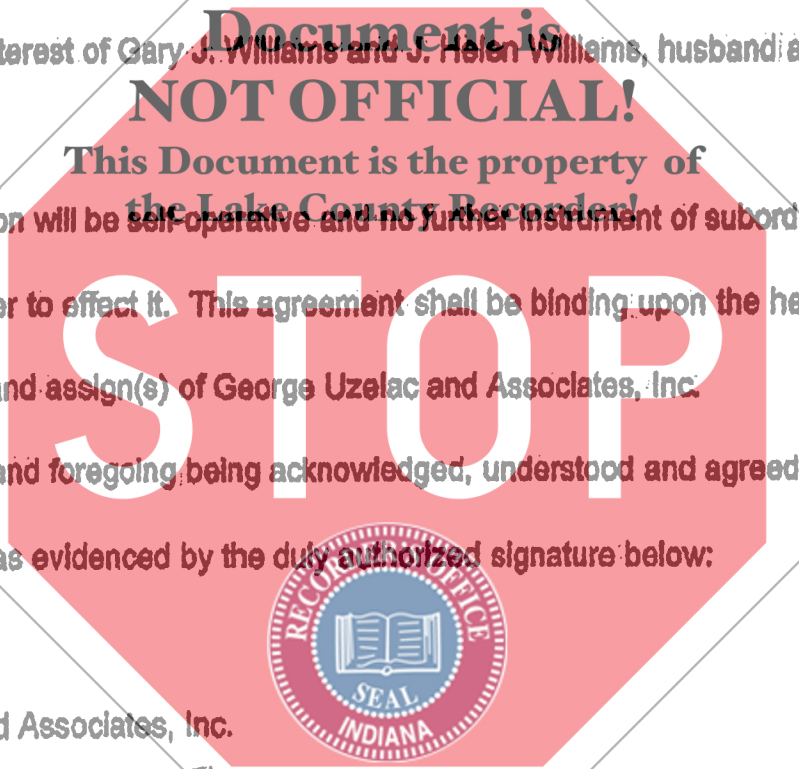 Document is
terest of Gary J. Williams and J. Helen Williams, husband a
NOT OFFICIAL!
This Document is the property of
the Lake County Recorder!
on will be self-operative and no further instrument of subord
er to effect it. This agreement shall be binding upon the he
and assign(s) of George Uzelac and Associates, Inc.
and foregoing being acknowledged, understood and agreed
as evidenced by the duly authorized signature below:
STOP
RECORDER'S OFFICE
SEAL
INDIANA
d Associates, Inc.